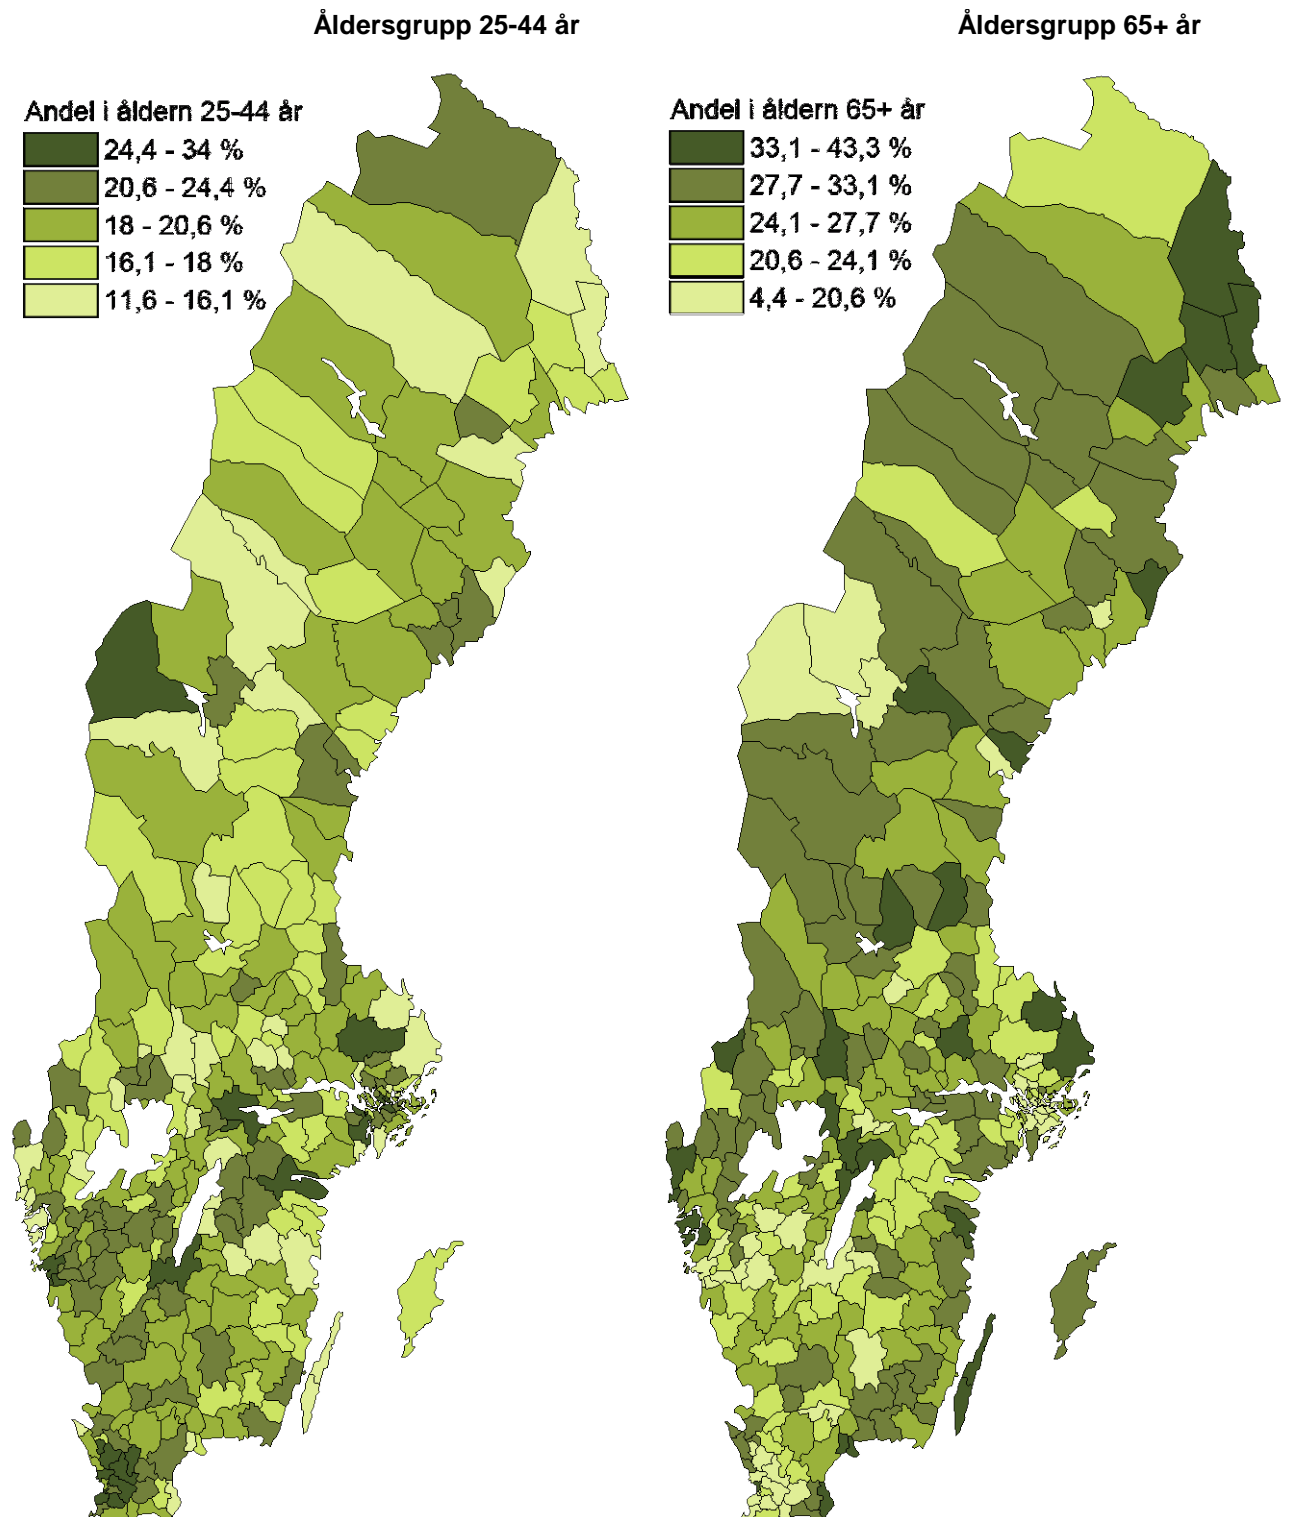 Åldersgrupp 25-44 år
Andel i åldern 25-44 år
24,4 - 34 %
20,6 - 24,4 %
18 - 20,6 %
16,1 - 18 %
11,6 - 16,1 %
Åldersgrupp 65+ år
Andel i åldern 65+ år
33,1 - 43,3 %
27,7 - 33,1 %
24,1 - 27,7 %
20,6 - 24,1 %
4,4 - 20,6 %